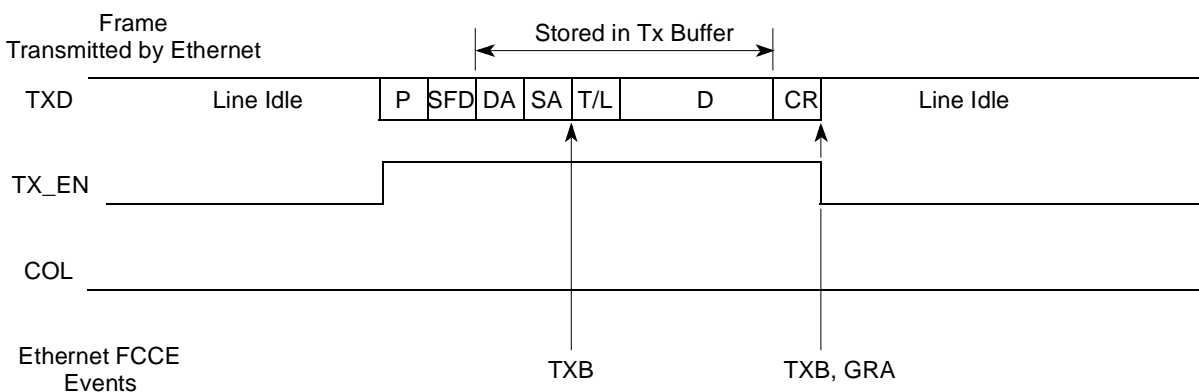 Frame
Transmitted by Ethernet
Stored in Tx Buffer
TXD
Line Idle
P
SFD
DA
SA
T/L
D
CR
Line Idle
TX_EN
COL
Ethernet FCCE
Events
TXB
TXB, GRA